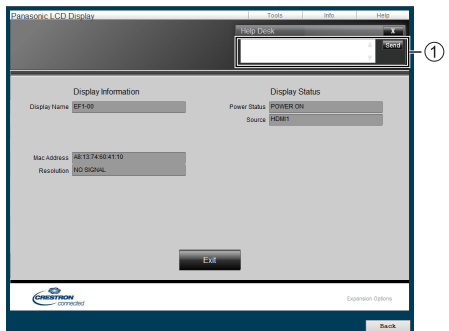 Panasonic LCD Display
Tools Info Help
Help Desk X
Send
1
Display Information
Display Status
Display Name EF1-00
Power Status POWER ON
Source HDMI1
Mac Address A8:13:74:60:41:10
Resolution NO SIGNAL
Exit
CRESTRON
connected
Expansion Options
Back